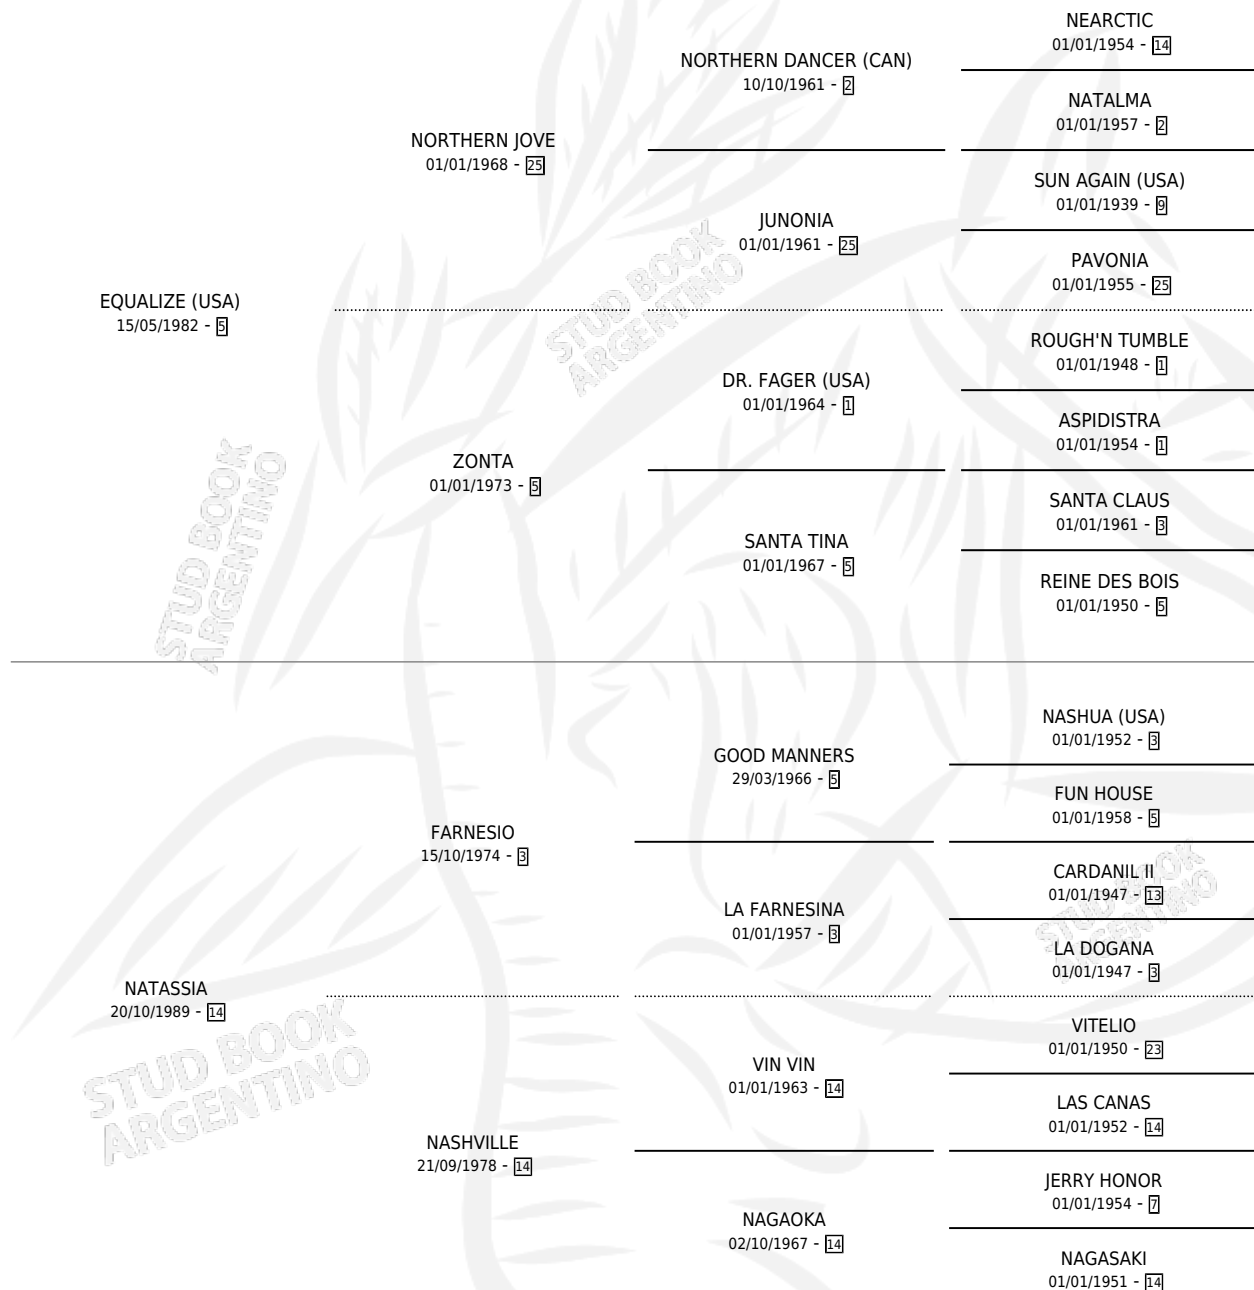 NEARCTIC
01/01/1954 - 14
NORTHERN DANCER (CAN)
10/10/1961 - 2
NATALMA
01/01/1957 - 2
NORTHERN JOVE
01/01/1968 - 25
SUN AGAIN (USA)
01/01/1939 - 9
JUNONIA
01/01/1961 - 25
PAVONIA
01/01/1955 - 25
EQUALIZE (USA)
15/05/1982 - 5
STUD BOOK
ARGENTINO
ROUGH'N TUMBLE
01/01/1948 - 1
DR. FAGER (USA)
01/01/1964 - 1
ASPIDISTRA
01/01/1954 - 1
ZONTA
01/01/1973 - 5
STUD BOOK
ARGENTINO
SANTA CLAUS
01/01/1961 - 3
SANTA TINA
01/01/1967 - 5
REINE DES BOIS
01/01/1950 - 5
NASHUA (USA)
01/01/1952 - 3
GOOD MANNERS
29/03/1966 - 5
FUN HOUSE
01/01/1958 - 5
FARNESIO
15/10/1974 - 3
CARDANIL II
01/01/1947 - 13
STUD BOOK
ARGENTINO
LA FARNESINA
01/01/1957 - 3
LA DOGANA
01/01/1947 - 3
NATASSIA
20/10/1989 - 14
STUD BOOK
ARGENTINO
VITELIO
01/01/1950 - 23
VIN VIN
01/01/1963 - 14
LAS CANAS
01/01/1952 - 14
NASHVILLE
21/09/1978 - 14
JERRY HONOR
01/01/1954 - 7
NAGAOKA
02/10/1967 - 14
NAGASAKI
01/01/1951 - 14